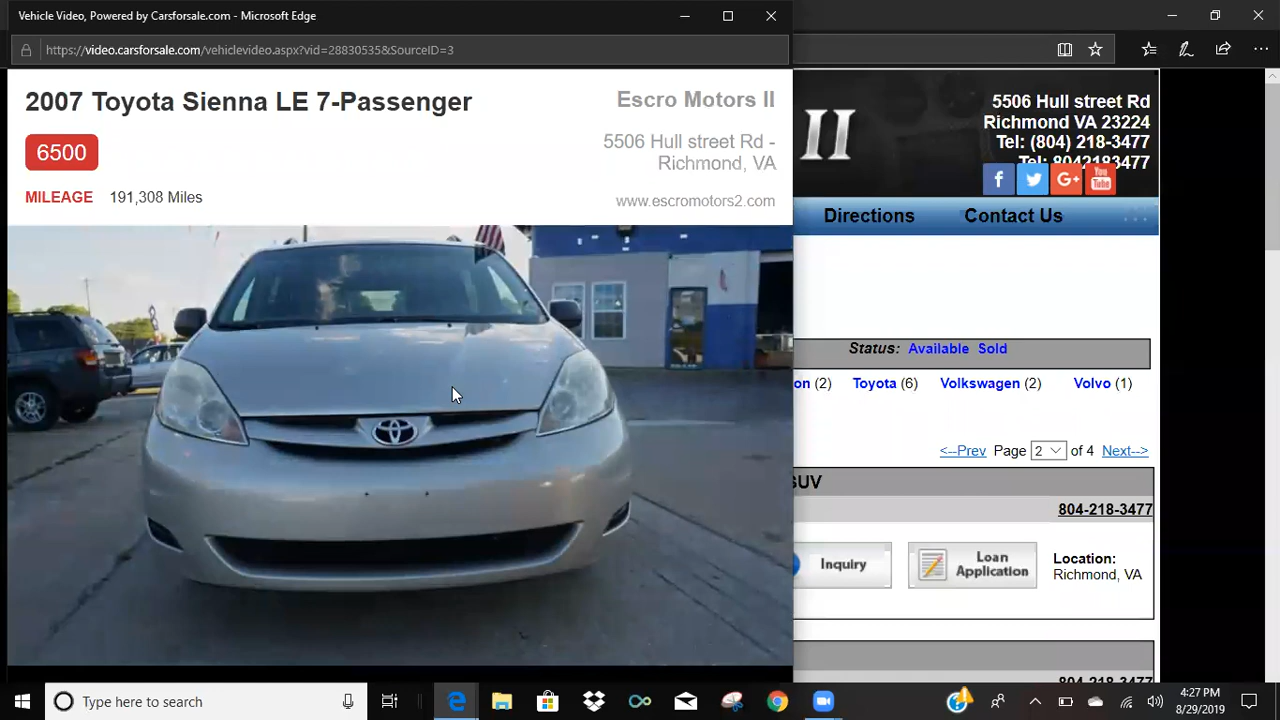 Vehicle Video, Powered by Carsforsale.com - Microsoft Edge
https://video.carsforsale.com/vehiclevideo.aspx?vid=28830535&SourceID=3
2007 Toyota Sienna LE 7-Passenger
6500
MILEAGE 191,308 Miles
Escro Motors II
5506 Hull street Rd -
Richmond, VA
www.escromotors2.com
II
5506 Hull street Rd
Richmond VA 23224
Tel: (804) 218-3477
Tel: 8042183477
f
G+
You
Tube
Directions Contact Us
Status: Available Sold
on (2) Toyota (6) Volkswagen (2) Volvo (1)
<--Prev Page 2 of 4 Next-->
SUV
804-218-3477
Inquiry
Loan
Application
Location:
Richmond, VA
804-218-3477
Type here to search
4:27 PM
8/29/2019